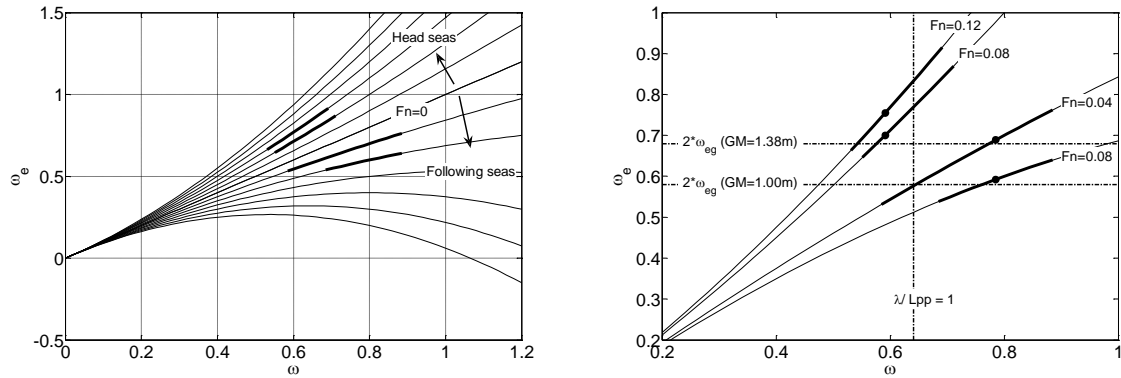 1.5
Head seas
1
Fn=0
0.5
Following seas
0
-0.5
0 0.2 0.4 0.6 0.8 1 1.2
ω
ωe
1
Fn=0.12
0.9
Fn=0.08
0.8
Fn=0.04
0.7
2*ωeg (GM=1.38m)
Fn=0.08
0.6
2*ωeg (GM=1.00m)
0.5
0.4
λ/ Lpp = 1
0.3
0.2
0.2 0.4 0.6 0.8 1
ω
ωe